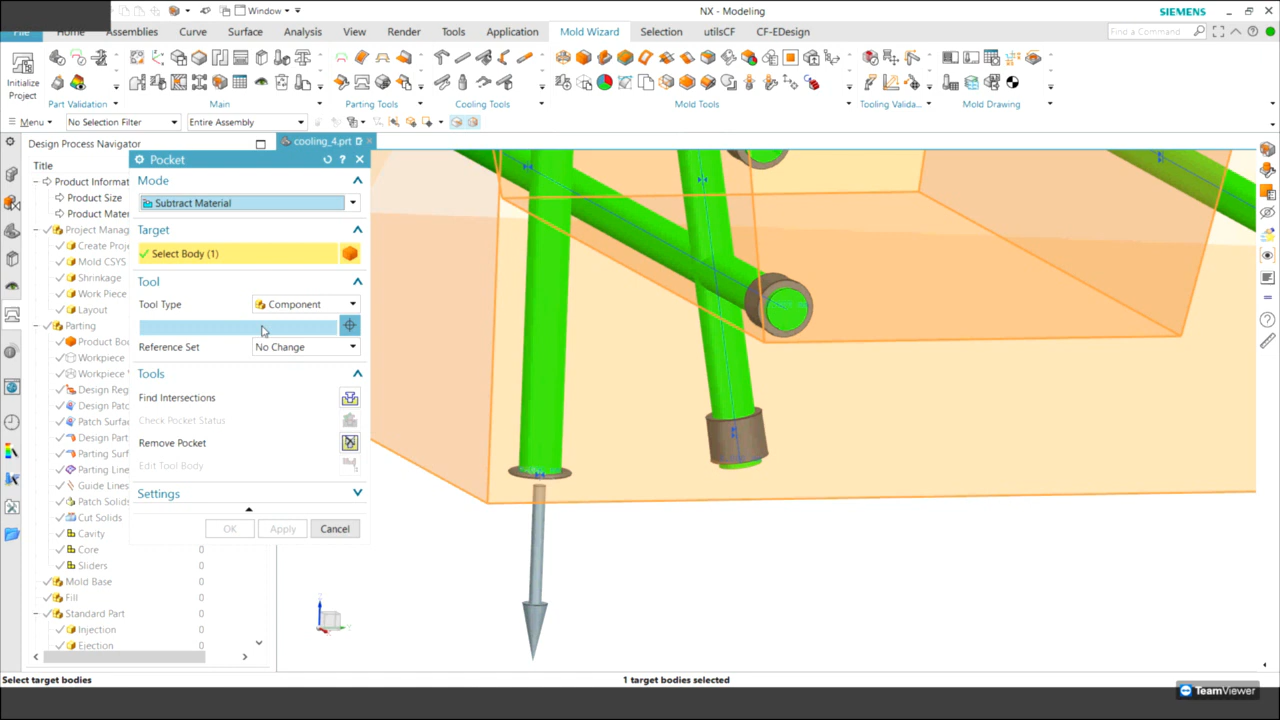 Window
NX - Modeling
SIEMENS
File
Home
Assemblies
Curve
Surface
Analysis
View
Render
Tools
Application
Mold Wizard
Selection
utilsCF
CF-EDesign
Find a Command
Initialize
Project
Part Validation
Main
Parting Tools
Cooling Tools
Mold Tools
Tooling Valida...
Mold Drawing
Menu
No Selection Filter
Entire Assembly
Design Process Navigator
cooling_4.prt
Title
Product Informat
Product Size
Product Mater
Project Manag
Create Proje
Mold CSYS
Shrinkage
Work Piece
Layout
Parting
Product Bod
Workpiece
Workpiece
Design Reg
Design Patc
Patch Surfac
Design Part
Parting Surf
Parting Line
Guide Lines
Patch Solids
Cut Solids
Cavity
Core 0
Sliders 0
Mold Base 0
Fill 0
Standard Part 0
Injection 0
Ejection 0
Pocket
Mode
Subtract Material
Target
Select Body (1)
Tool
Tool Type
Component
Reference Set
No Change
Tools
Find Intersections
Check Pocket Status
Remove Pocket
Edit Tool Body
Settings
OK
Apply
Cancel
Select target bodies
1 target bodies selected
TeamViewer